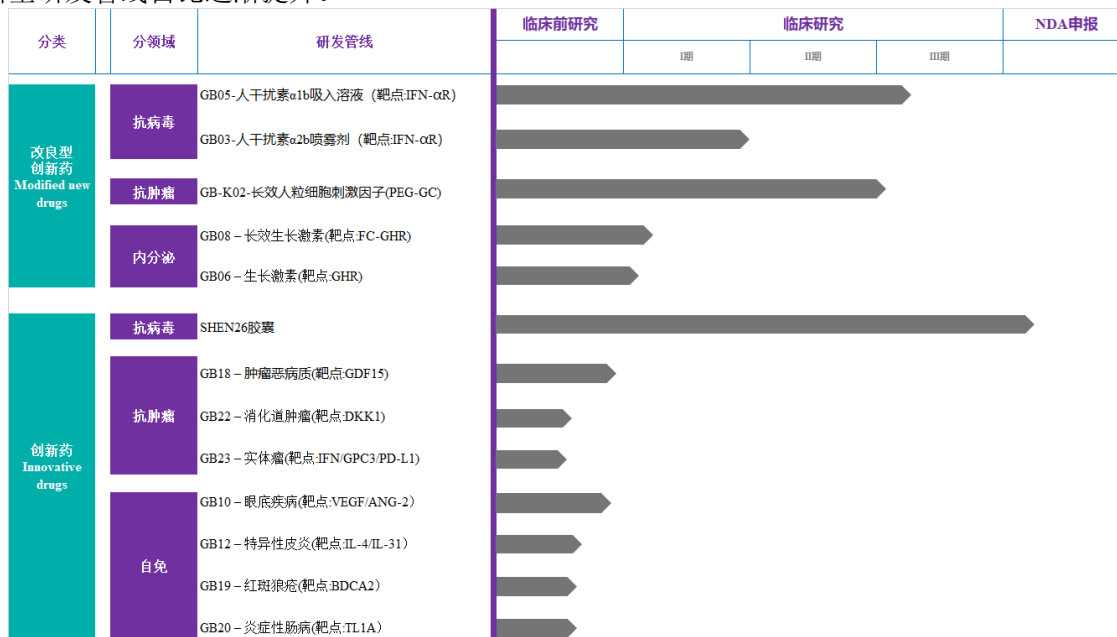 分类
分领域
研发管线
临床前研究
临床研究
NDA申报
I期
II期
III期
改良型
创新药
Modified new
drugs
抗病毒
GB05-人干扰素α1b吸入溶液（靶点:IFN-αR）
GB03-人干扰素α2b喷雾剂（靶点:IFN-αR）
抗肿瘤
GB-K02-长效人粒细胞刺激因子(PEG-GC)
内分泌
GB08 – 长效生长激素(靶点:FC-GHR)
GB06 – 生长激素(靶点:GHR)
创新药
Innovative
drugs
抗病毒
SHEN26胶囊
抗肿瘤
GB18 – 肿瘤恶病质(靶点:GDF15)
GB22 – 消化道肿瘤(靶点:DKK1)
GB23 – 实体瘤(靶点:IFN/GPC3/PD-L1)
自免
GB10 – 眼底疾病(靶点:VEGF/ANG-2）
GB12 – 特异性皮炎(靶点:IL-4/IL-31）
GB19 – 红斑狼疮(靶点:BDCA2）
GB20 – 炎症性肠病(靶点:TL1A）